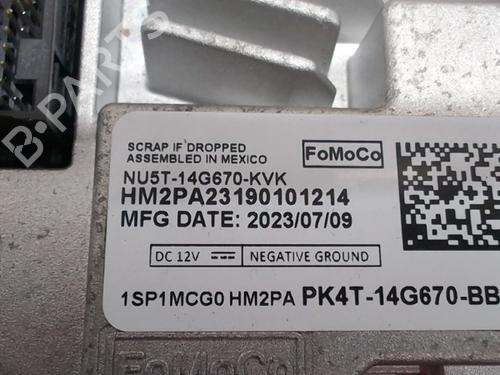 B-PARTS
SCRAP IF DROPPED
ASSEMBLED IN MEXICO
FoMoCo
NU5T-14G670-KVK
HM2PA23190101214
MFG DATE: 2023/07/09
DC 12V
NEGATIVE GROUND
1SP1MCG0 HM2PA PK4T-14G670-BB
FoMoCo